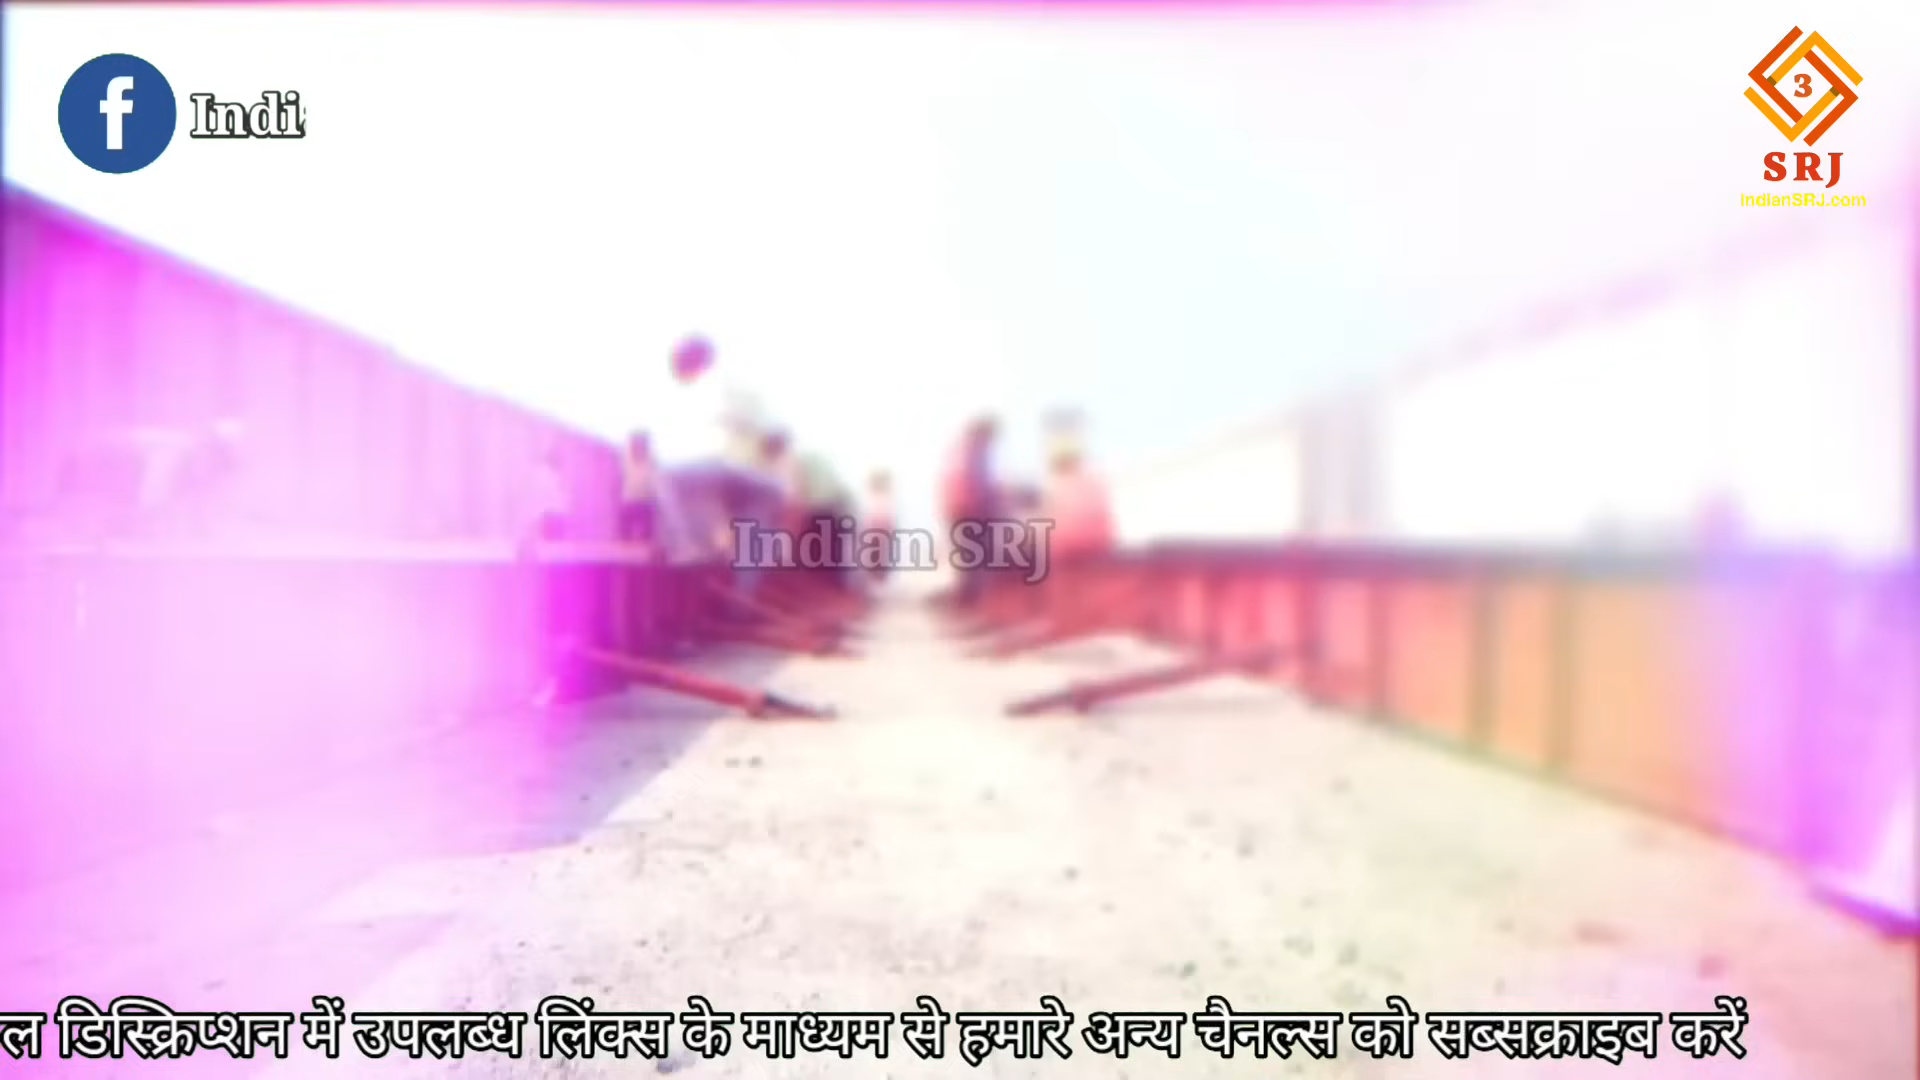 f Indi
3
SRJ
IndianSRJ.com
Indian SRJ
ल डिस्क्रिप्शन में उपलब्ध लिंक्स के माध्यम से हमारे अन्य चैनल्स को सब्सक्राइब करें